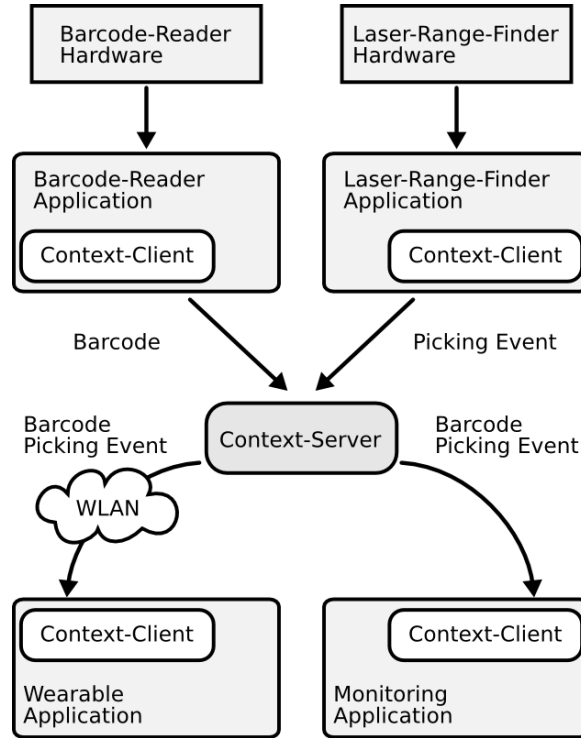 Barcode-Reader
Hardware
Laser-Range-Finder
Hardware
Barcode-Reader
Application
Context-Client
Laser-Range-Finder
Application
Context-Client
Barcode
Picking Event
Barcode
Picking Event
Context-Server
Barcode
Picking Event
WLAN
Context-Client
Wearable
Application
Context-Client
Monitoring
Application